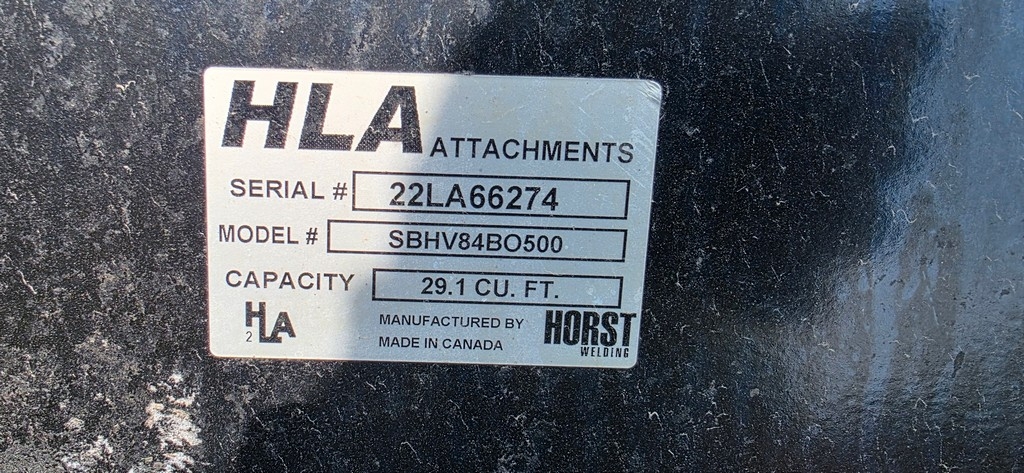 HLA ATTACHMENTS
SERIAL # 22LA66274
MODEL # SBHV84BO500
CAPACITY 29.1 CU. FT.
HLA
2
MANUFACTURED BY HORST
MADE IN CANADA WELDING